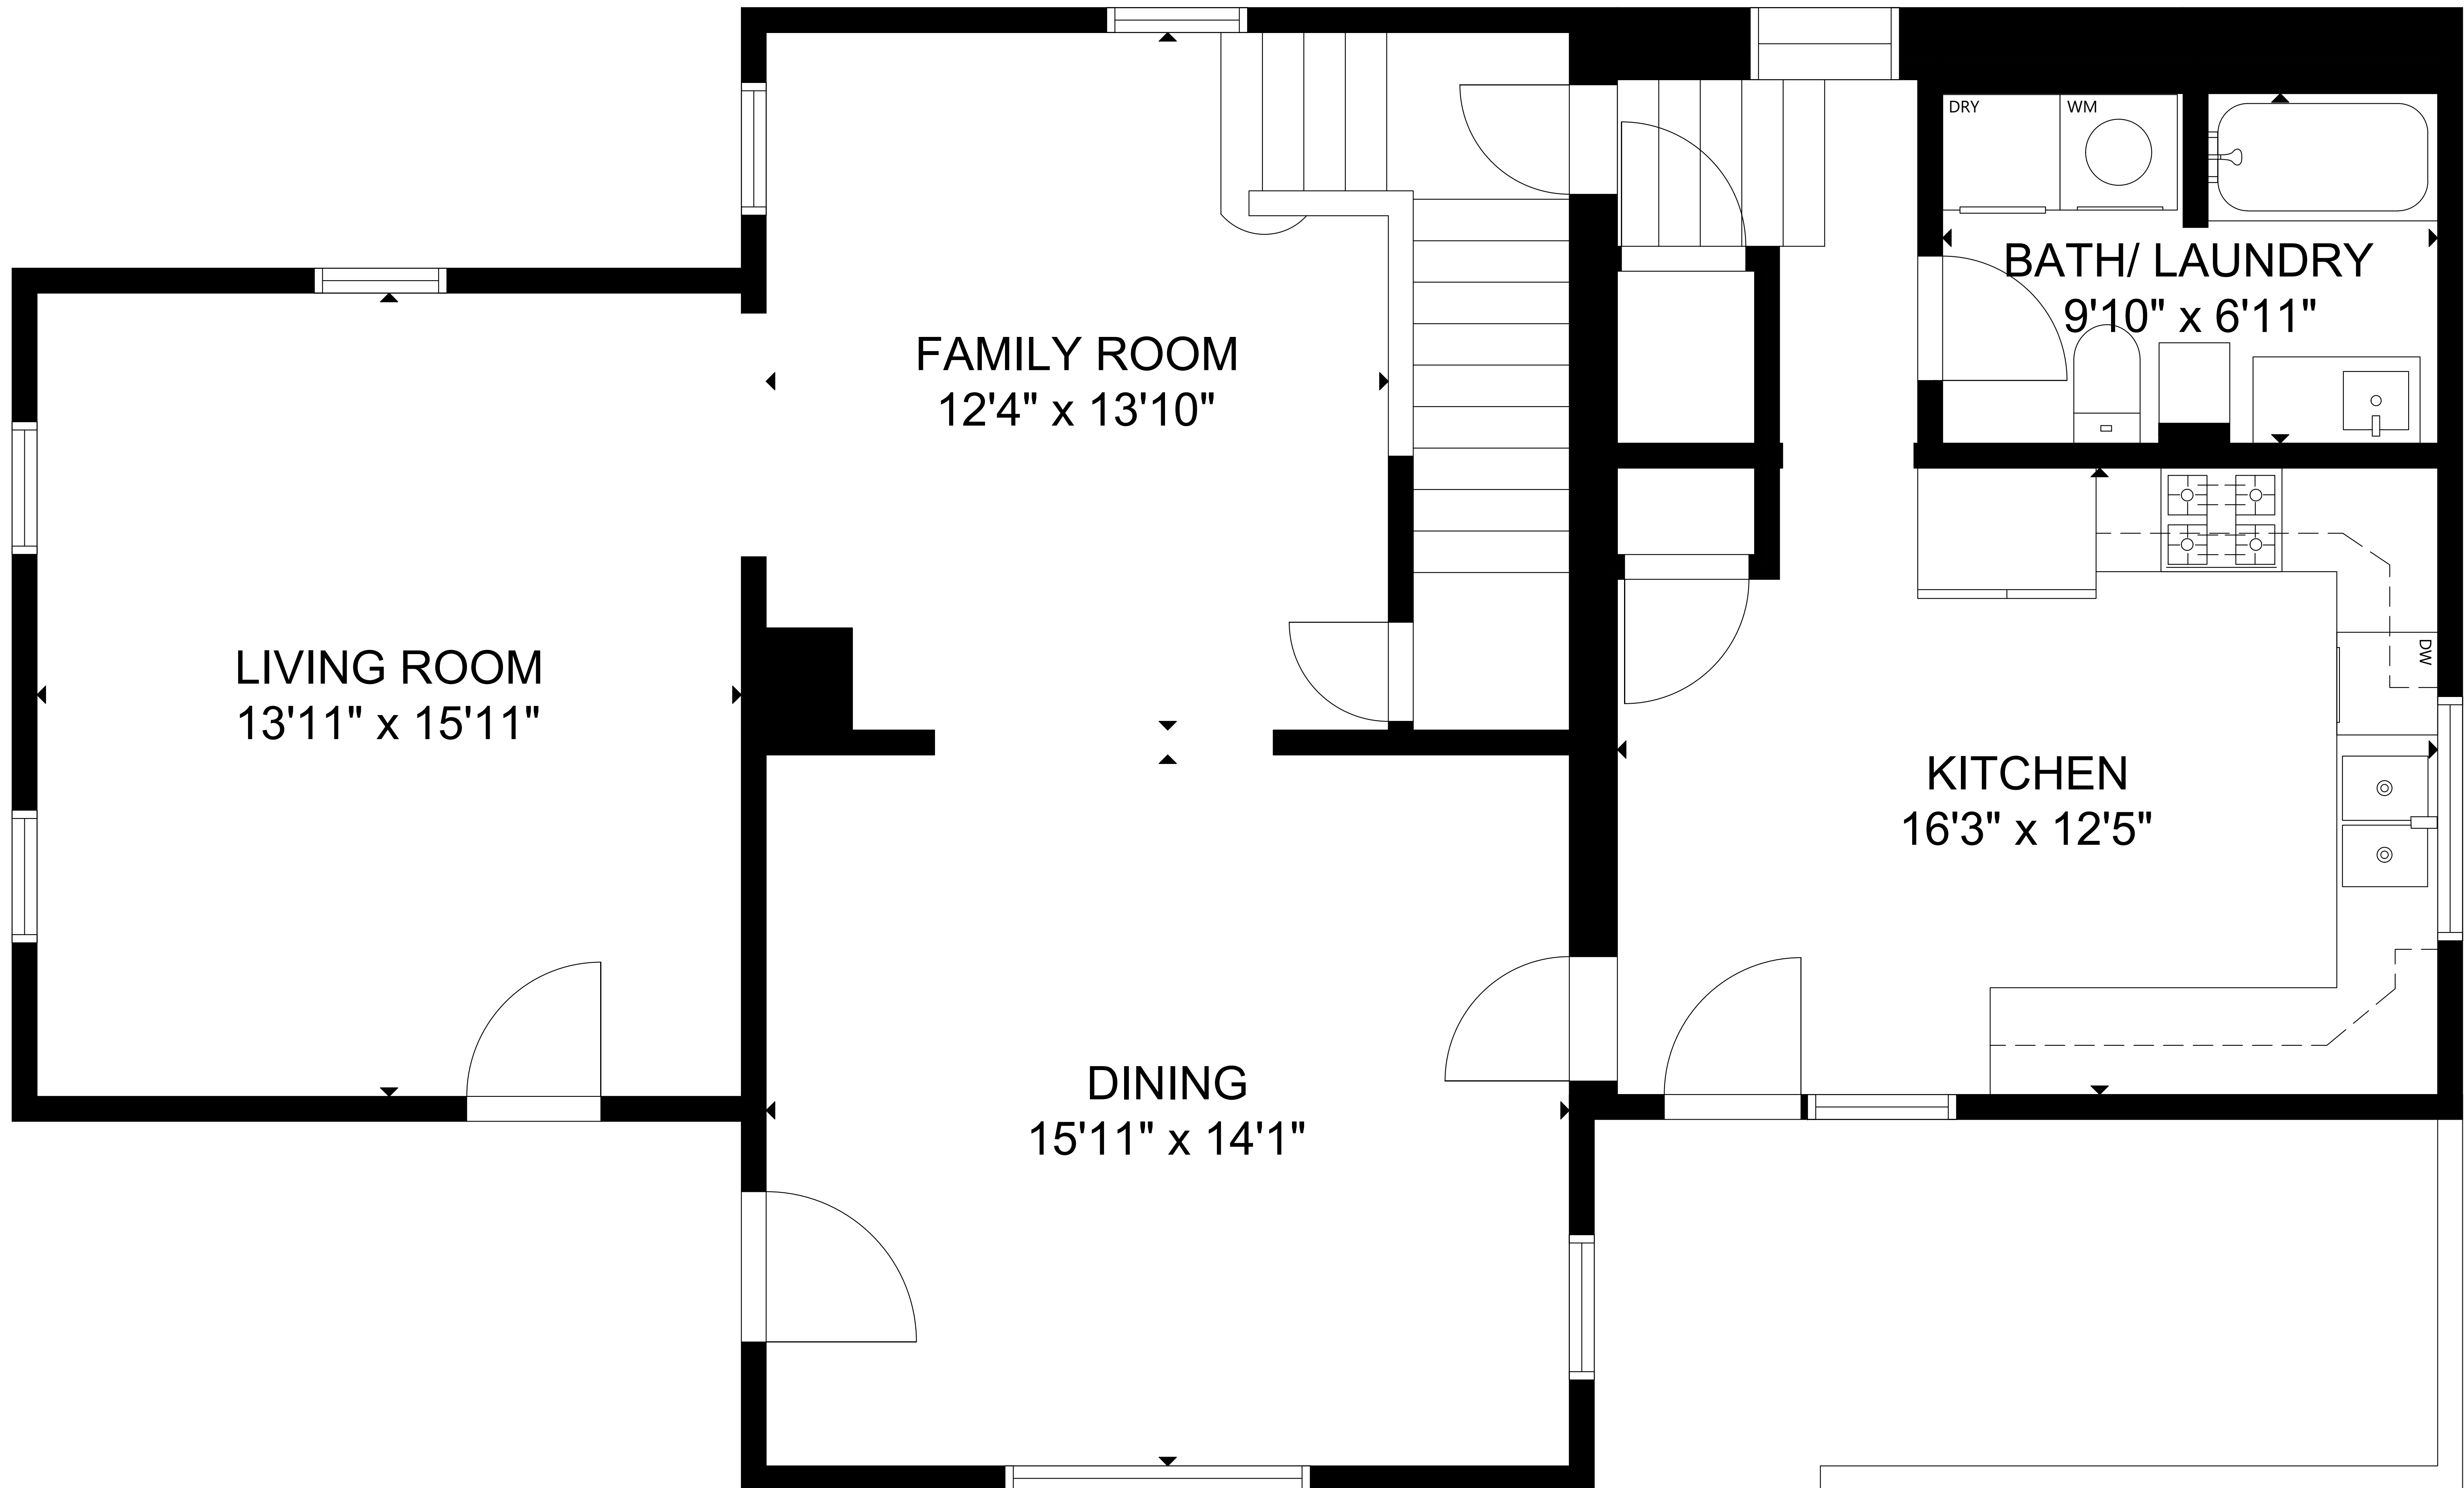 DRY
WM
BATH/ LAUNDRY
9'10" x 6'11"
FAMILY ROOM
12'4" x 13'10"
LIVING ROOM
13'11" x 15'11"
DW
KITCHEN
16'3" x 12'5"
DINING
15'11" x 14'1"